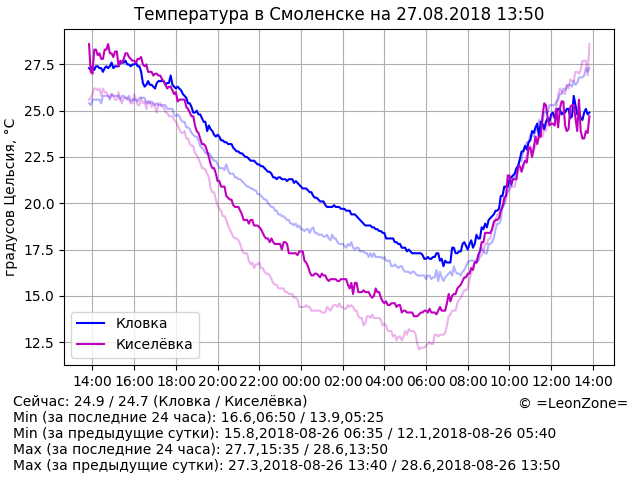 Температура в Смоленске на 27.08.2018 13:50
градусов Цельсия, °C
27.5
25.0
22.5
20.0
17.5
15.0
12.5
Кловка
Киселёвка
14:00 16:00 18:00 20:00 22:00 00:00 02:00 04:00 06:00 08:00 10:00 12:00 14:00
Сейчас: 24.9 / 24.7 (Кловка / Киселёвка)
© =LeonZone=
Min (за последние 24 часа): 16.6,06:50 / 13.9,05:25
Min (за предыдущие сутки): 15.8,2018-08-26 06:35 / 12.1,2018-08-26 05:40
Max (за последние 24 часа): 27.7,15:35 / 28.6,13:50
Max (за предыдущие сутки): 27.3,2018-08-26 13:40 / 28.6,2018-08-26 13:50